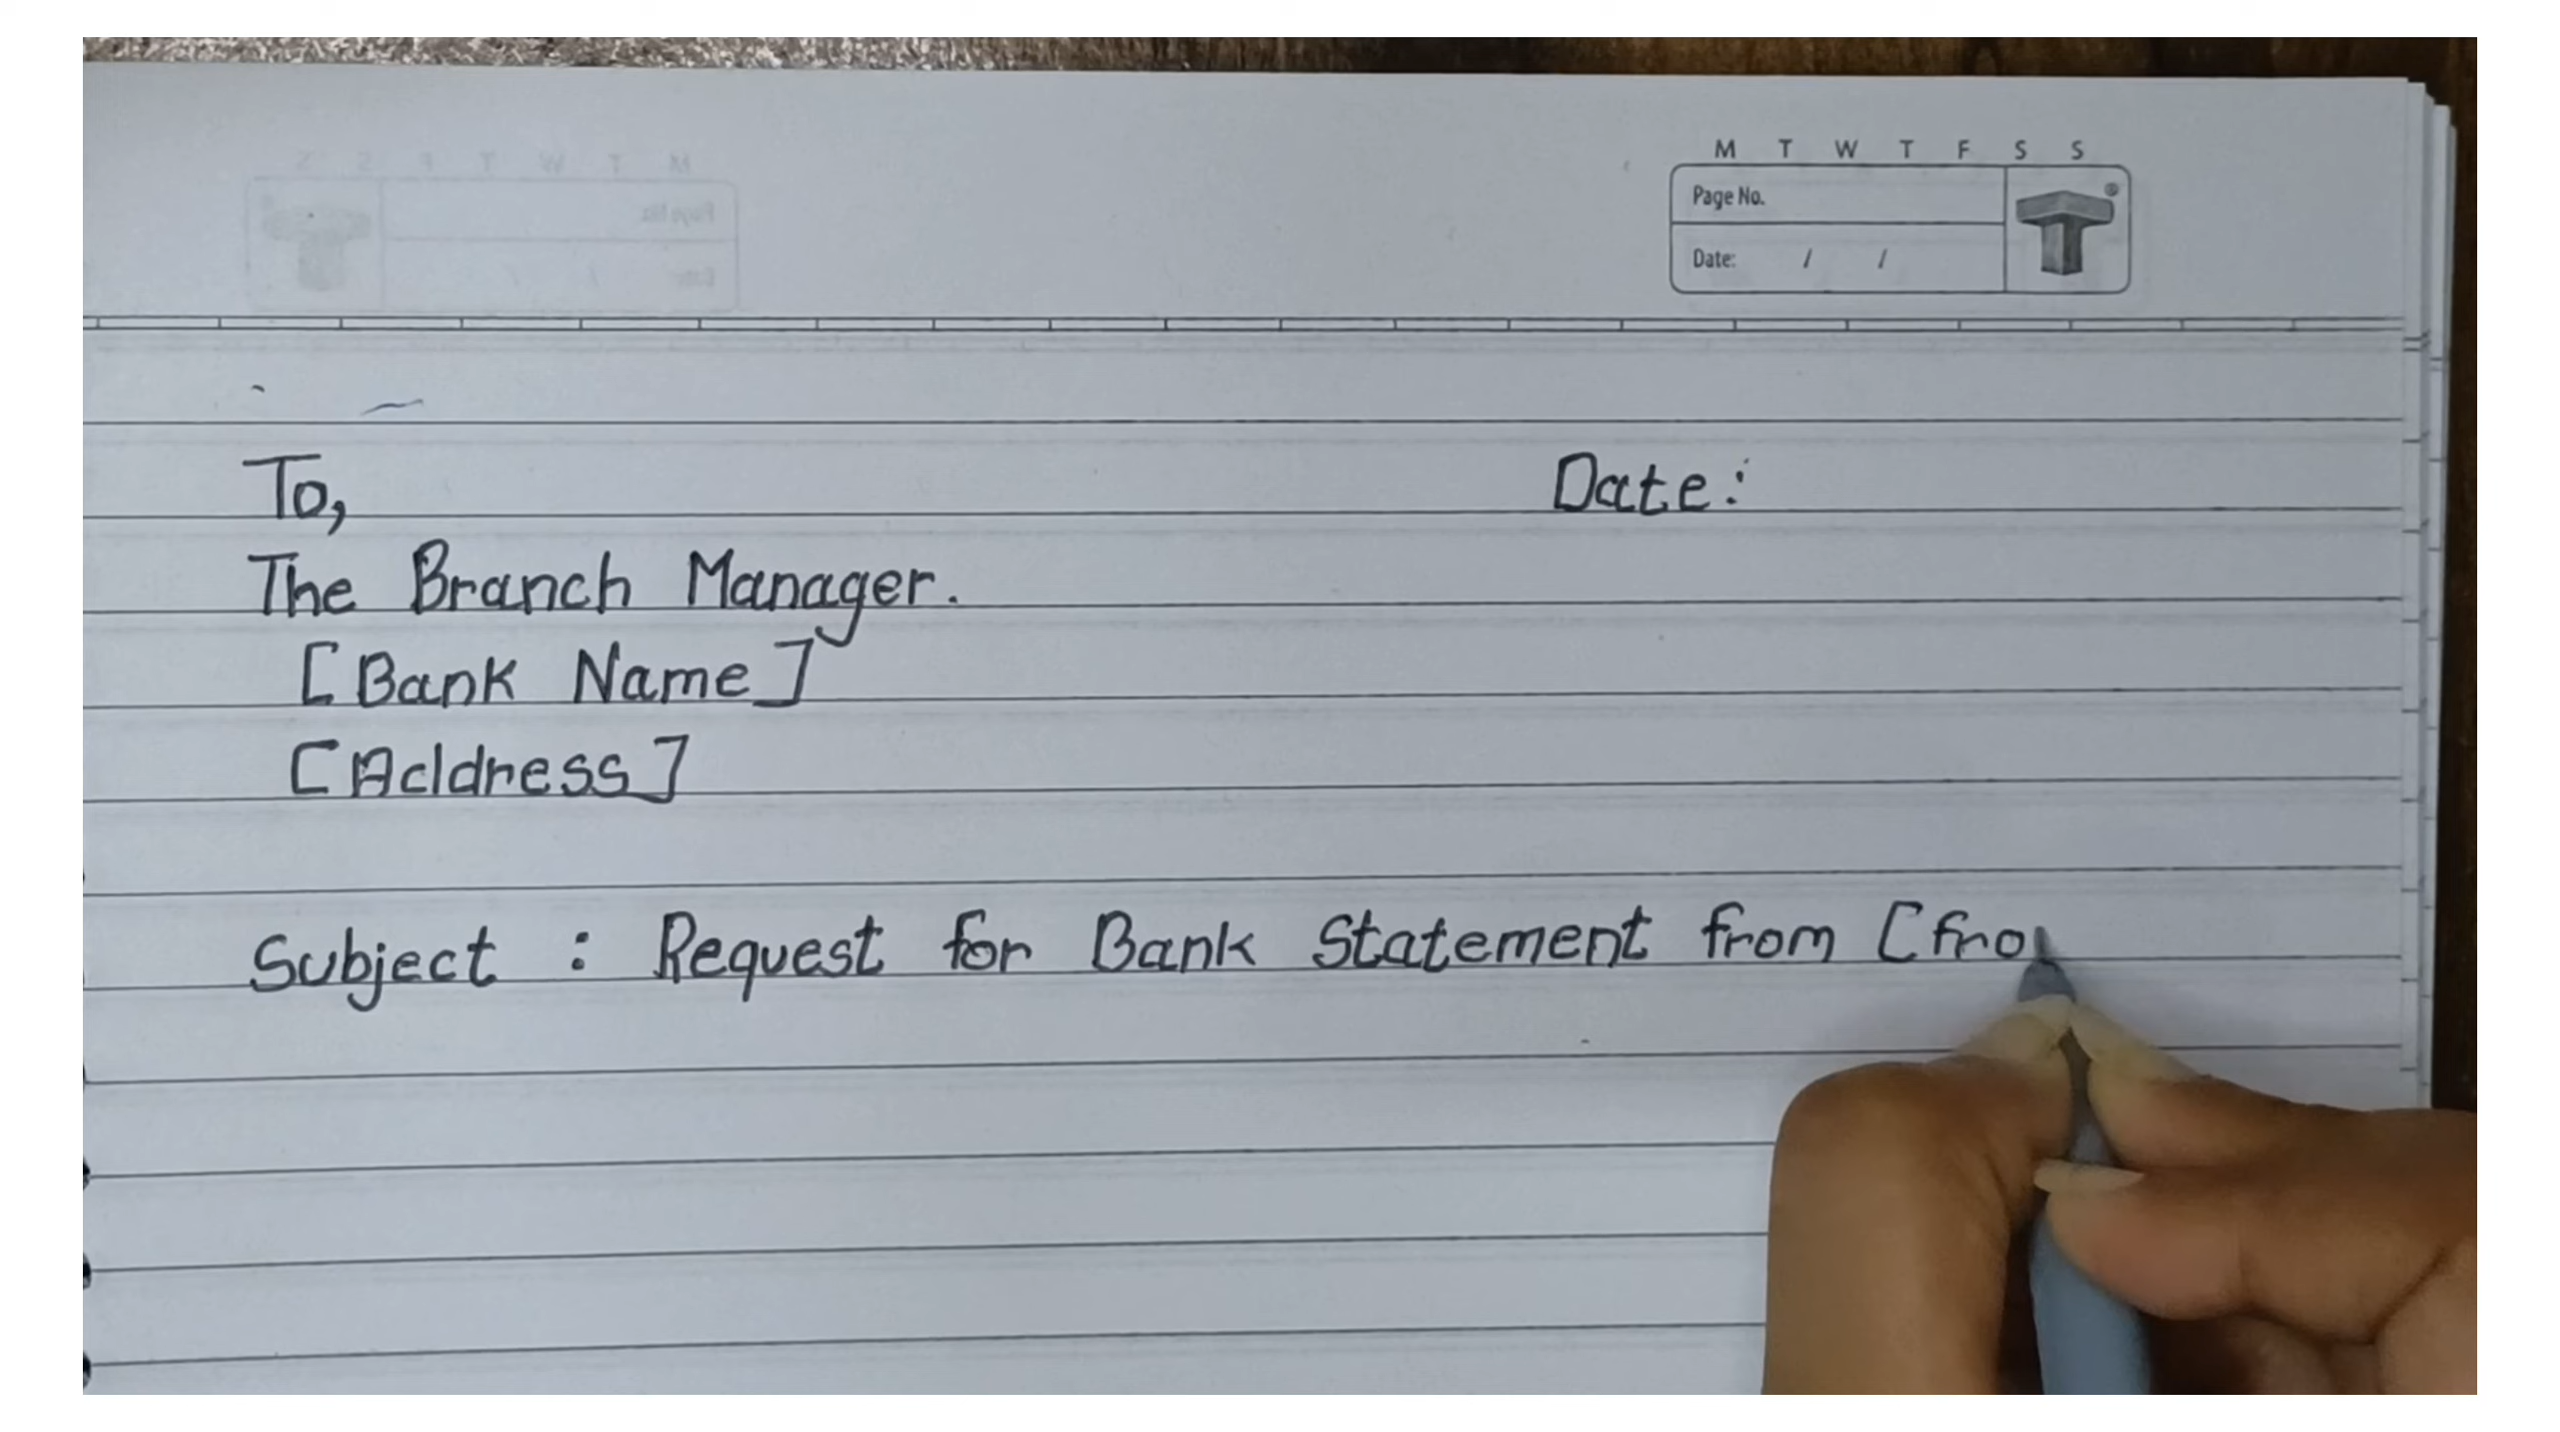 M T W T F S S
Page No.
Date: / /
To, Date:
The Branch Manager.
[Bank Name]
[Address]
Subject : Request for Bank Statement from [fro